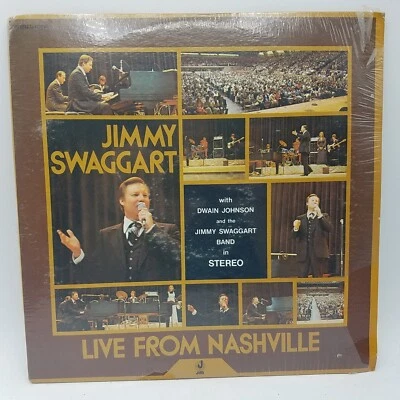 JIMMY
SWAGGART
with
DWAIN JOHNSON
and the
JIMMY SWAGGART
BAND
in
STEREO
LIVE FROM NASHVILLE